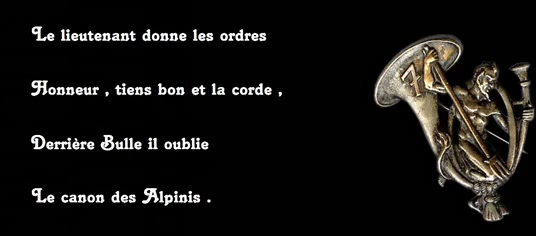 Le lieutenant donne les ordres
Honneur , tiens bon et la corde ,
Derrière Bulle il oublie
Le canon des Alpinis .
7